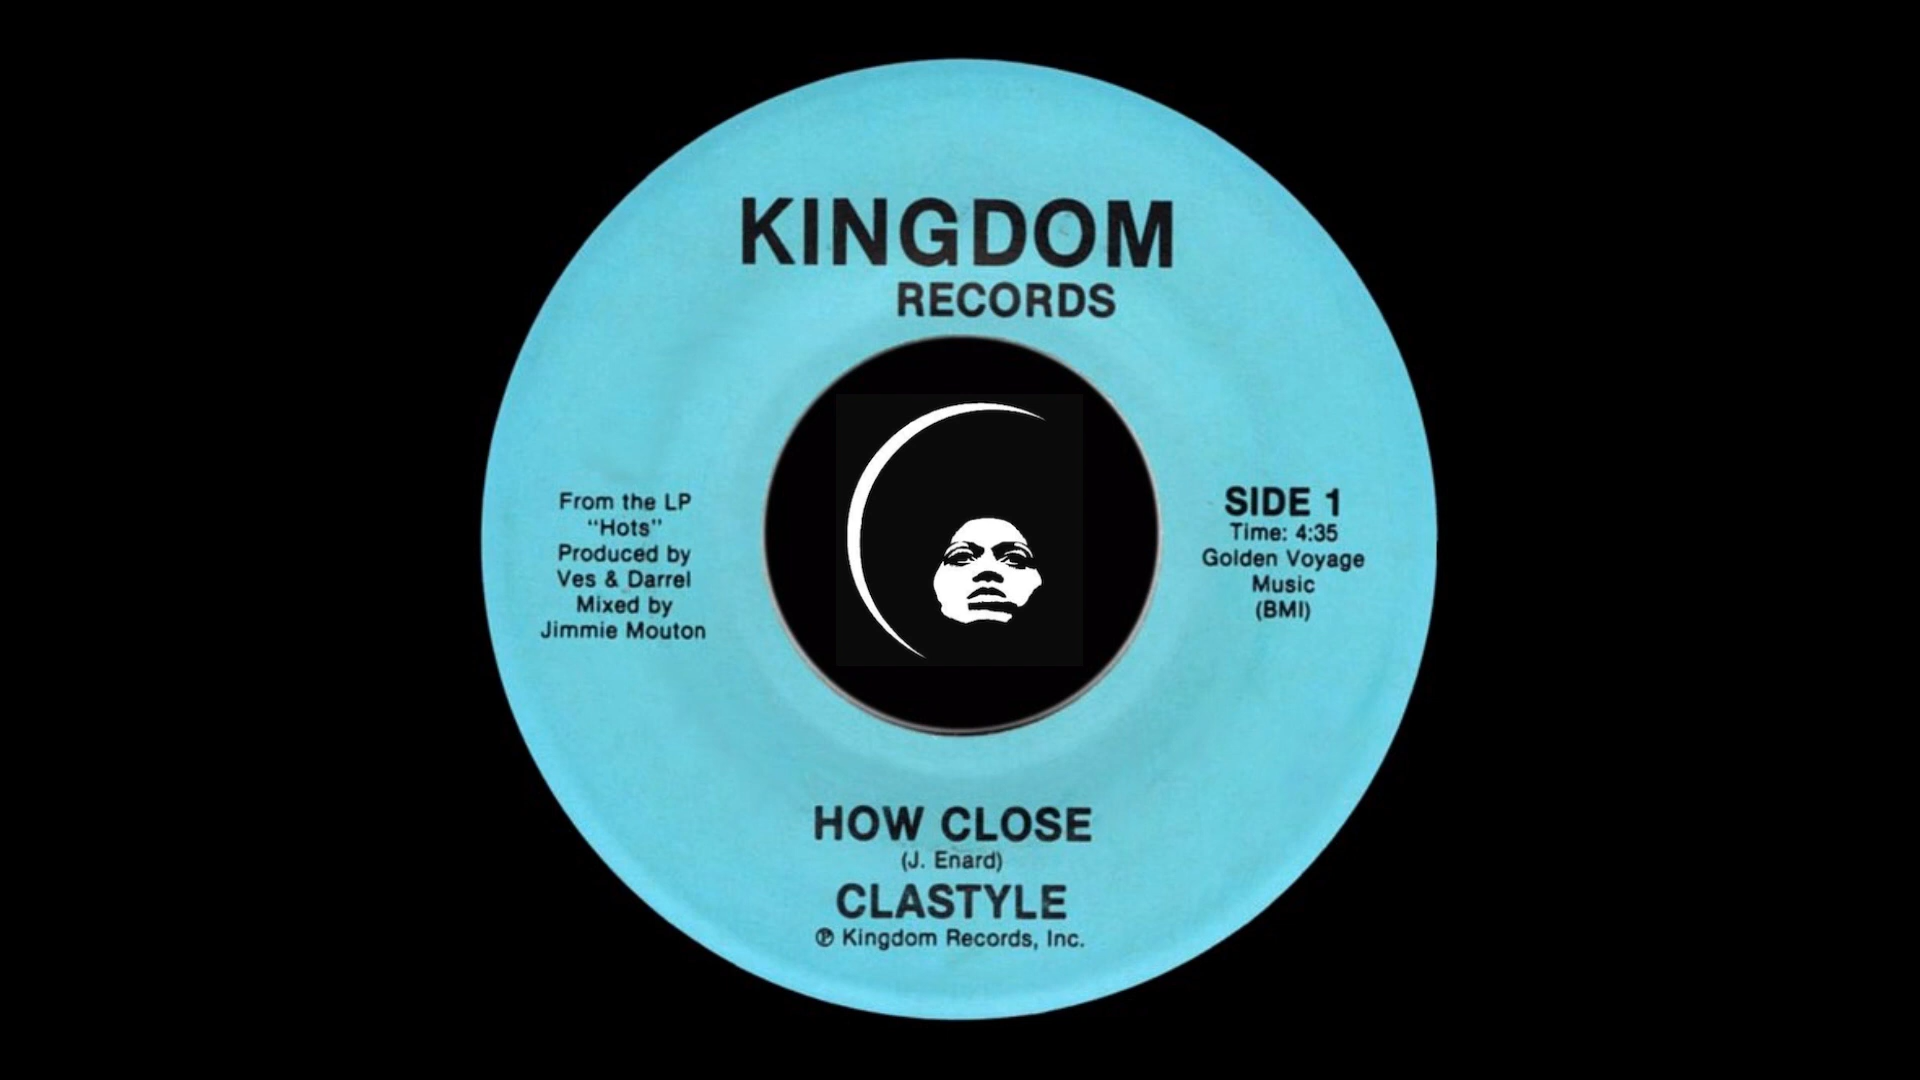 KINGDOM
RECORDS
From the LP
"Hots"
Produced by
Ves & Darrel
Mixed by
Jimmie Mouton
SIDE 1
Time: 4:35
Golden Voyage
Music
(BMI)
HOW CLOSE
(J. Enard)
CLASTYLE
℗ Kingdom Records, Inc.